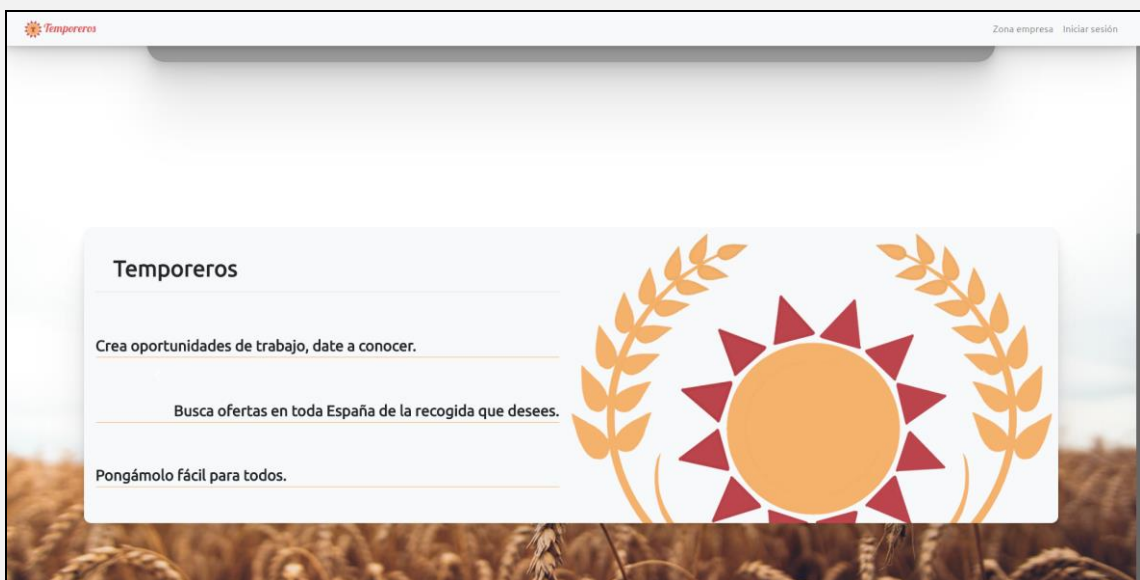 Temporeros
Zona empresa Iniciar sesión
Temporeros
Crea oportunidades de trabajo, date a conocer.
Busca ofertas en toda España de la recogida que desees.
Pongámolo fácil para todos.